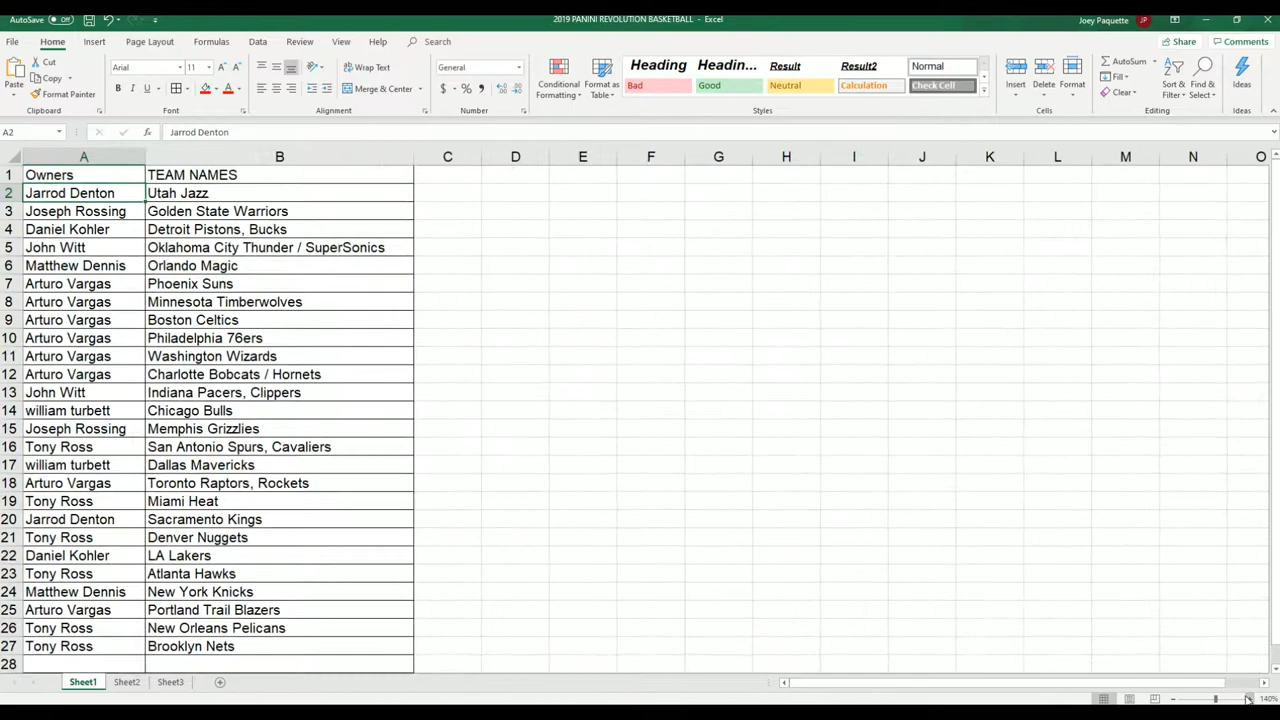 AutoSave Off 2019 PANINI REVOLUTION BASKETBALL - Excel Joey Paquette JP
File Home Insert Page Layout Formulas Data Review View Help Search Share Comments
Paste Cut Copy Format Painter Clipboard
Arial 11 Font
Wrap Text Merge & Center Alignment
General Number
Conditional Formatting Format as Table
Heading Headin... Result Result2 Normal
Bad Good Neutral Calculation Check Cell
Styles
Insert Delete Format Cells
AutoSum Fill Clear Sort & Filter Find & Select Editing
Ideas Ideas
A2 fx Jarrod Denton
A B C D E F G H I J K L M N O
1 Owners TEAM NAMES
2 Jarrod Denton Utah Jazz
3 Joseph Rossing Golden State Warriors
4 Daniel Kohler Detroit Pistons, Bucks
5 John Witt Oklahoma City Thunder / SuperSonics
6 Matthew Dennis Orlando Magic
7 Arturo Vargas Phoenix Suns
8 Arturo Vargas Minnesota Timberwolves
9 Arturo Vargas Boston Celtics
10 Arturo Vargas Philadelphia 76ers
11 Arturo Vargas Washington Wizards
12 Arturo Vargas Charlotte Bobcats / Hornets
13 John Witt Indiana Pacers, Clippers
14 william turbett Chicago Bulls
15 Joseph Rossing Memphis Grizzlies
16 Tony Ross San Antonio Spurs, Cavaliers
17 william turbett Dallas Mavericks
18 Arturo Vargas Toronto Raptors, Rockets
19 Tony Ross Miami Heat
20 Jarrod Denton Sacramento Kings
21 Tony Ross Denver Nuggets
22 Daniel Kohler LA Lakers
23 Tony Ross Atlanta Hawks
24 Matthew Dennis New York Knicks
25 Arturo Vargas Portland Trail Blazers
26 Tony Ross New Orleans Pelicans
27 Tony Ross Brooklyn Nets
28
Sheet1 Sheet2 Sheet3
140%